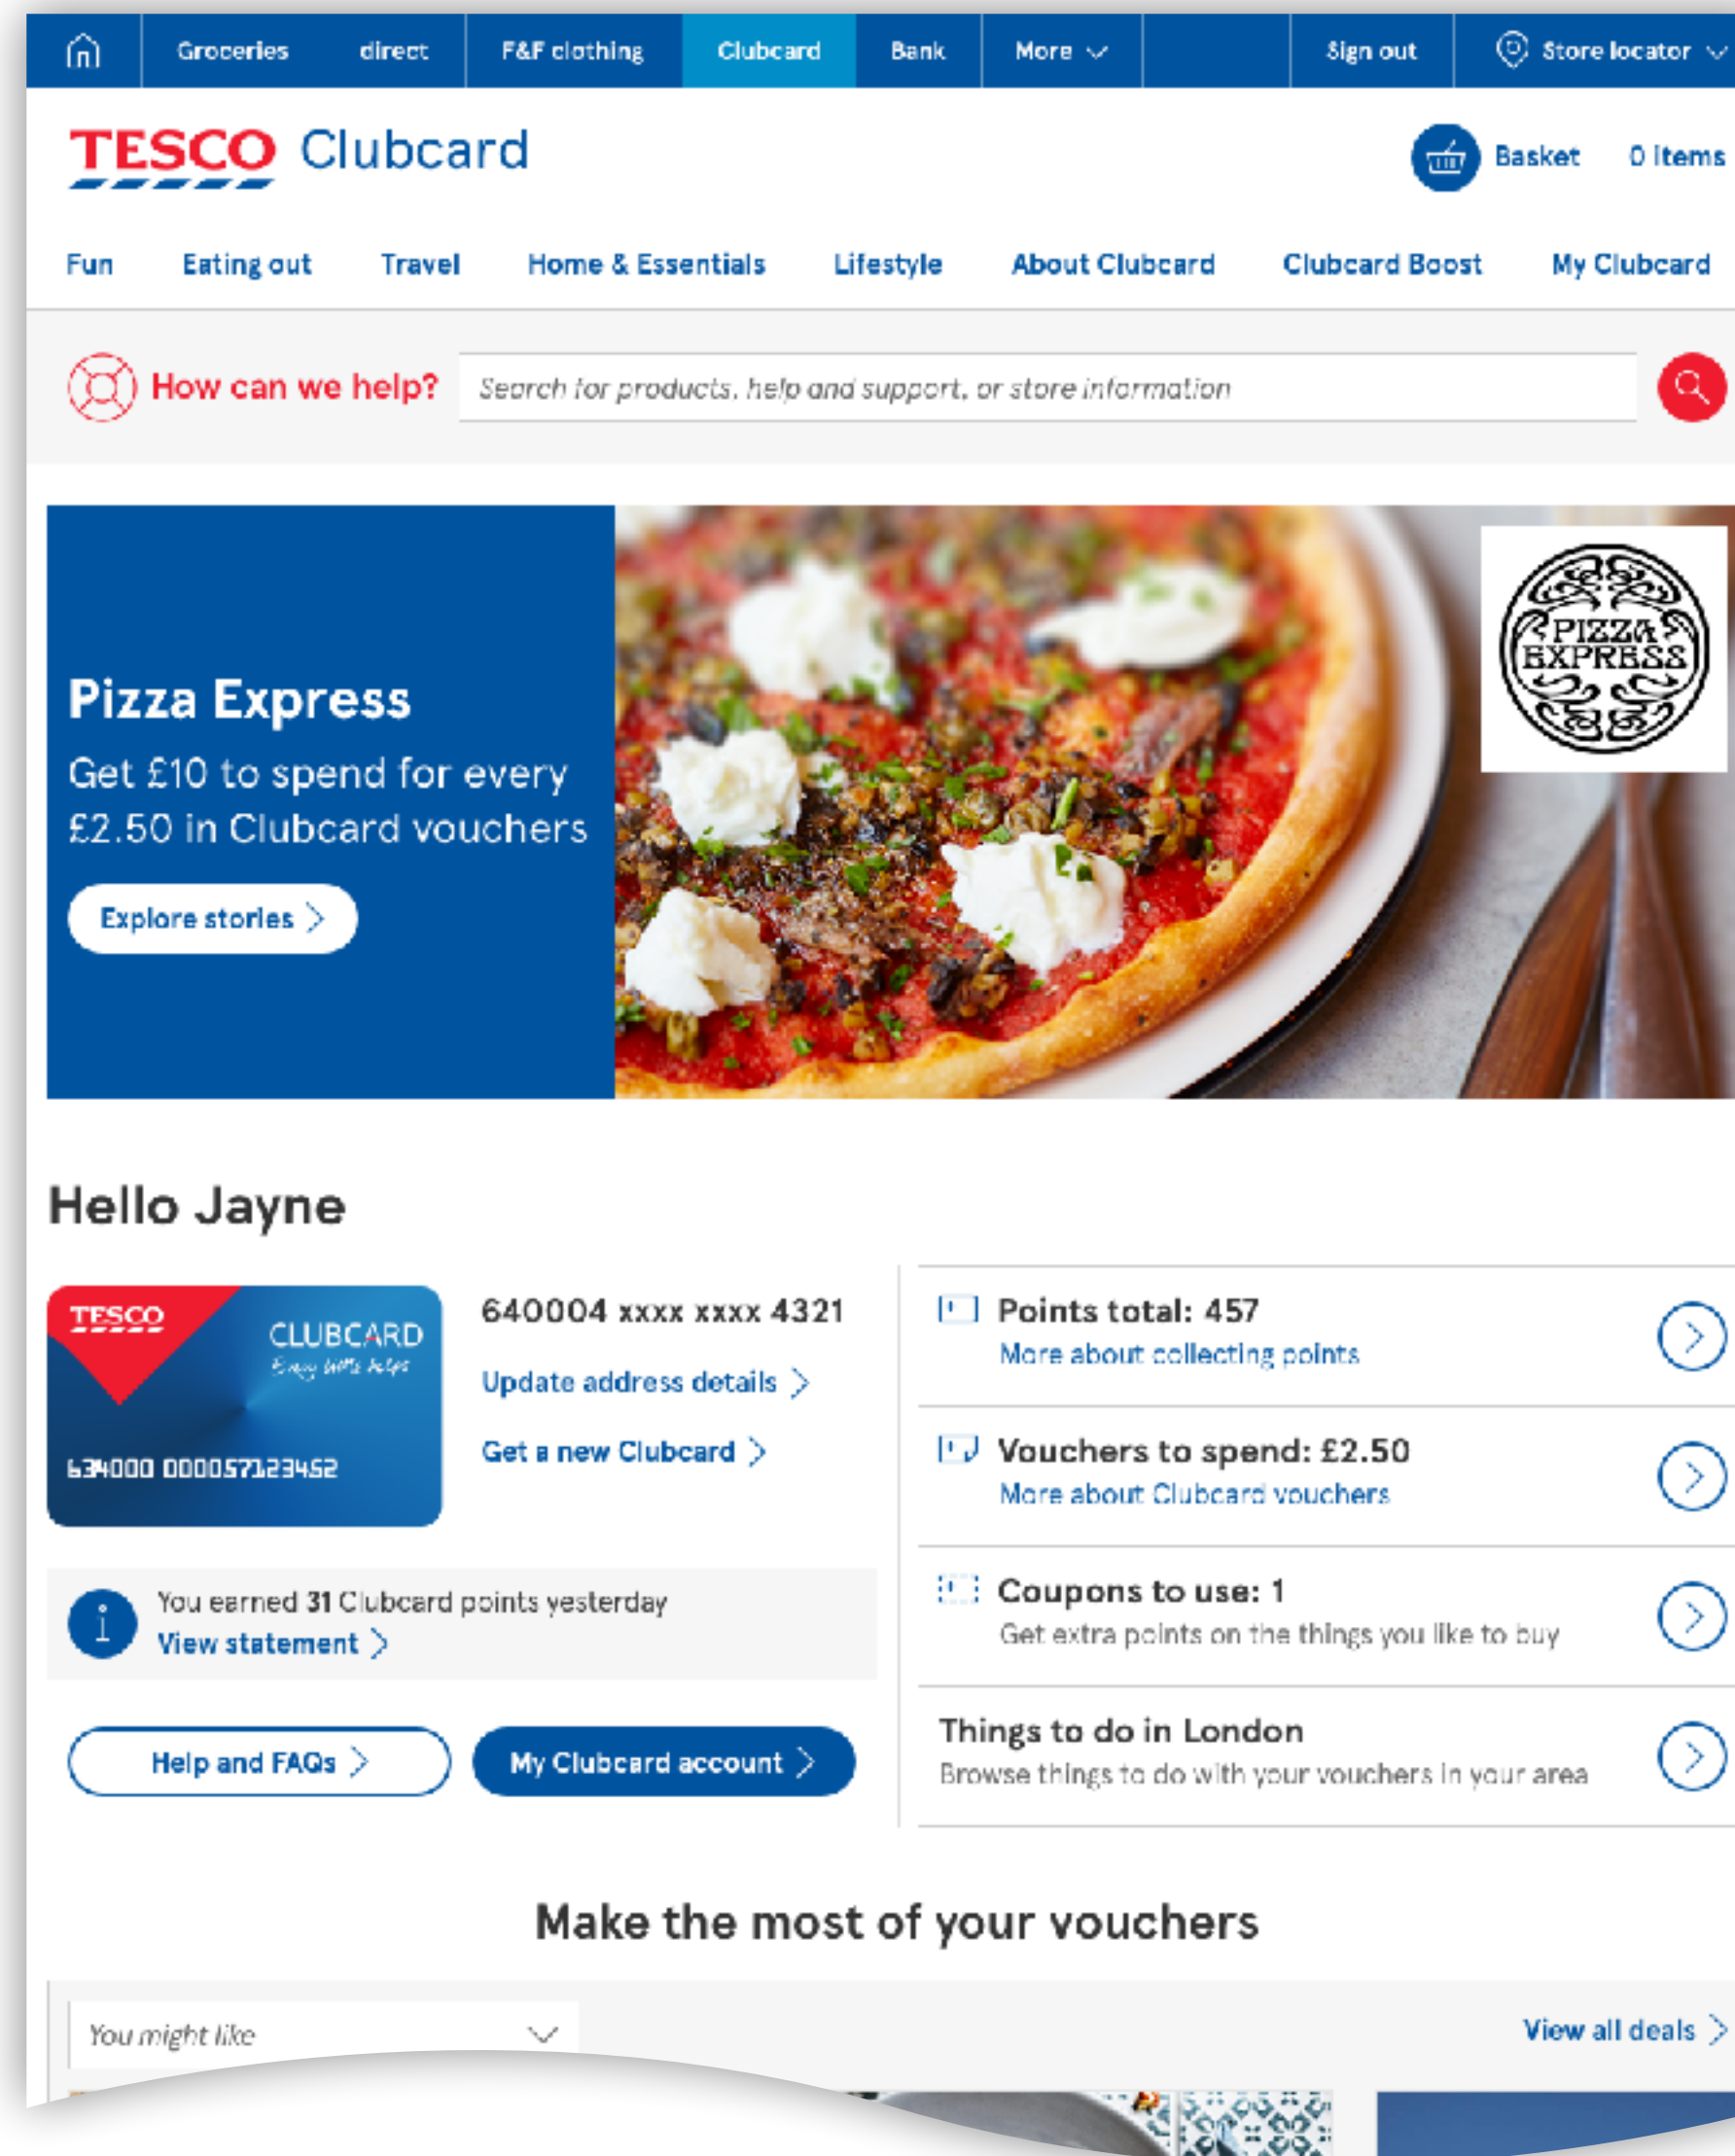 Groceries direct F&F clothing Clubcard Bank More Sign out Store locator
TESCO Clubcard
Basket 0 items
Fun Eating out Travel Home & Essentials Lifestyle About Clubcard Clubcard Boost My Clubcard
How can we help? Search for products, help and support, or store information
PIZZA
EXPRESS
Pizza Express
Get £10 to spend for every
£2.50 in Clubcard vouchers
Explore stories
Hello Jayne
TESCO
CLUBCARD
Every little helps
634000 000057123452
640004 xxxx xxxx 4321
Update address details
Get a new Clubcard
You earned 31 Clubcard points yesterday
View statement
Help and FAQs
My Clubcard account
Points total: 457
More about collecting points
Vouchers to spend: £2.50
More about Clubcard vouchers
Coupons to use: 1
Get extra points on the things you like to buy
Things to do in London
Browse things to do with your vouchers in your area
Make the most of your vouchers
You might like
View all deals